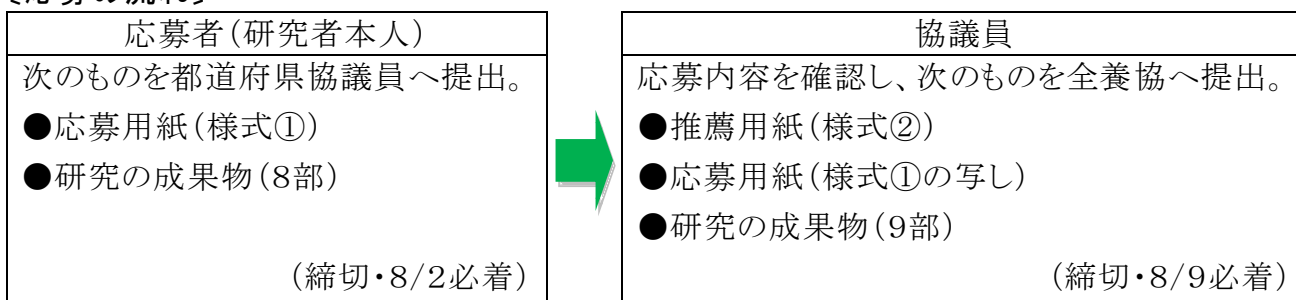 応募者(研究者本人)
次のものを都道府県協議員へ提出。
●応募用紙(様式①)
●研究の成果物(8部)
(締切・8/2必着)
協議員
応募内容を確認し、次のものを全養協へ提出。
●推薦用紙(様式②)
●応募用紙(様式①の写し)
●研究の成果物(9部)
(締切・8/9必着)